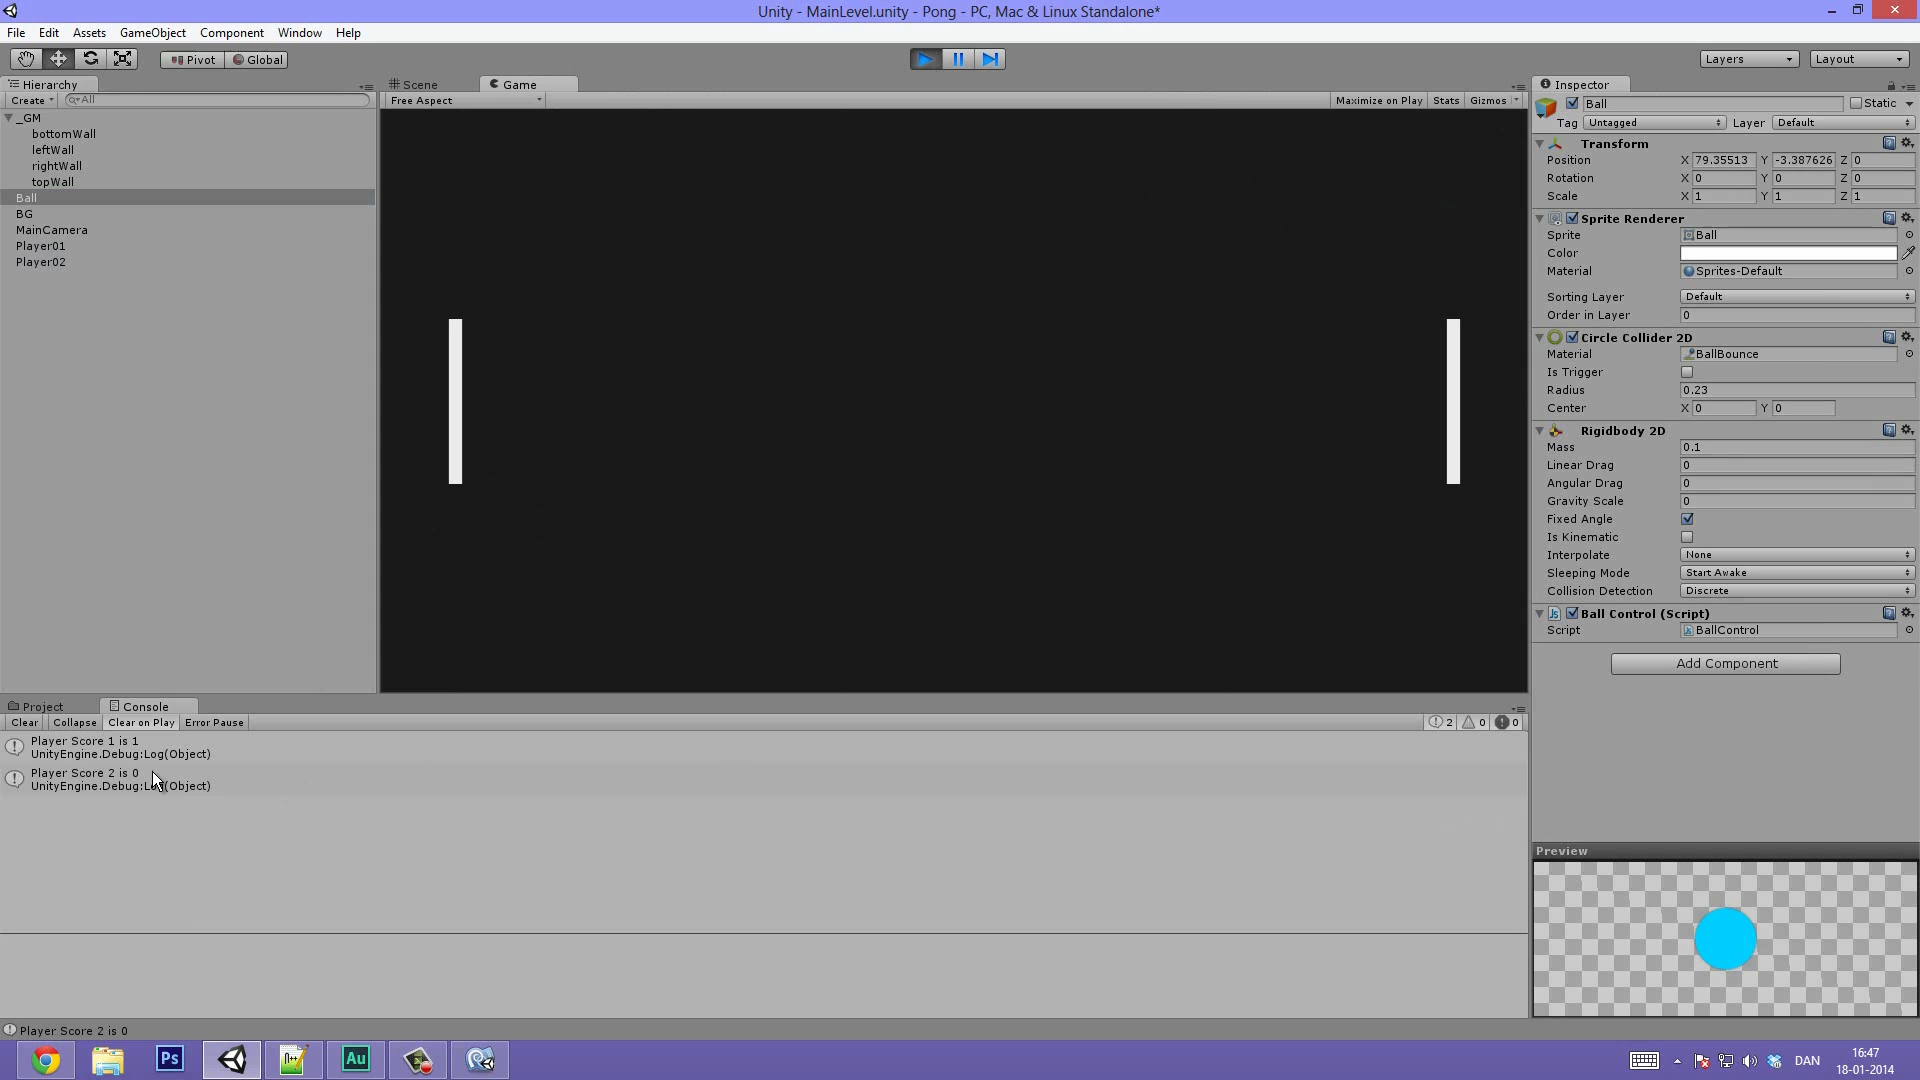 Unity - MainLevel.unity - Pong - PC, Mac & Linux Standalone*
File Edit Assets GameObject Component Window Help
Pivot Global Layers Layout
Hierarchy
Create All
_GM
bottomWall
leftWall
rightWall
topWall
Ball
BG
MainCamera
Player01
Player02
Scene Game
Free Aspect Maximize on Play Stats Gizmos
Inspector
Ball Static
Tag Untagged Layer Default
Transform
Position X 79.35513 Y -3.387626 Z 0
Rotation X 0 Y 0 Z 0
Scale X 1 Y 1 Z 1
Sprite Renderer
Sprite Ball
Color
Material Sprites-Default
Sorting Layer Default
Order in Layer 0
Circle Collider 2D
Material BallBounce
Is Trigger
Radius 0.23
Center X 0 Y 0
Rigidbody 2D
Mass 0.1
Linear Drag 0
Angular Drag 0
Gravity Scale 0
Fixed Angle
Is Kinematic
Interpolate None
Sleeping Mode Start Awake
Collision Detection Discrete
Js Ball Control (Script)
Script BallControl
Add Component
Project Console
Clear Collapse Clear on Play Error Pause 2 0 0
Player Score 1 is 1
UnityEngine.Debug:Log(Object)
Player Score 2 is 0
UnityEngine.Debug:Log(Object)
Preview
Player Score 2 is 0
Ps Au DAN
16:47
18-01-2014